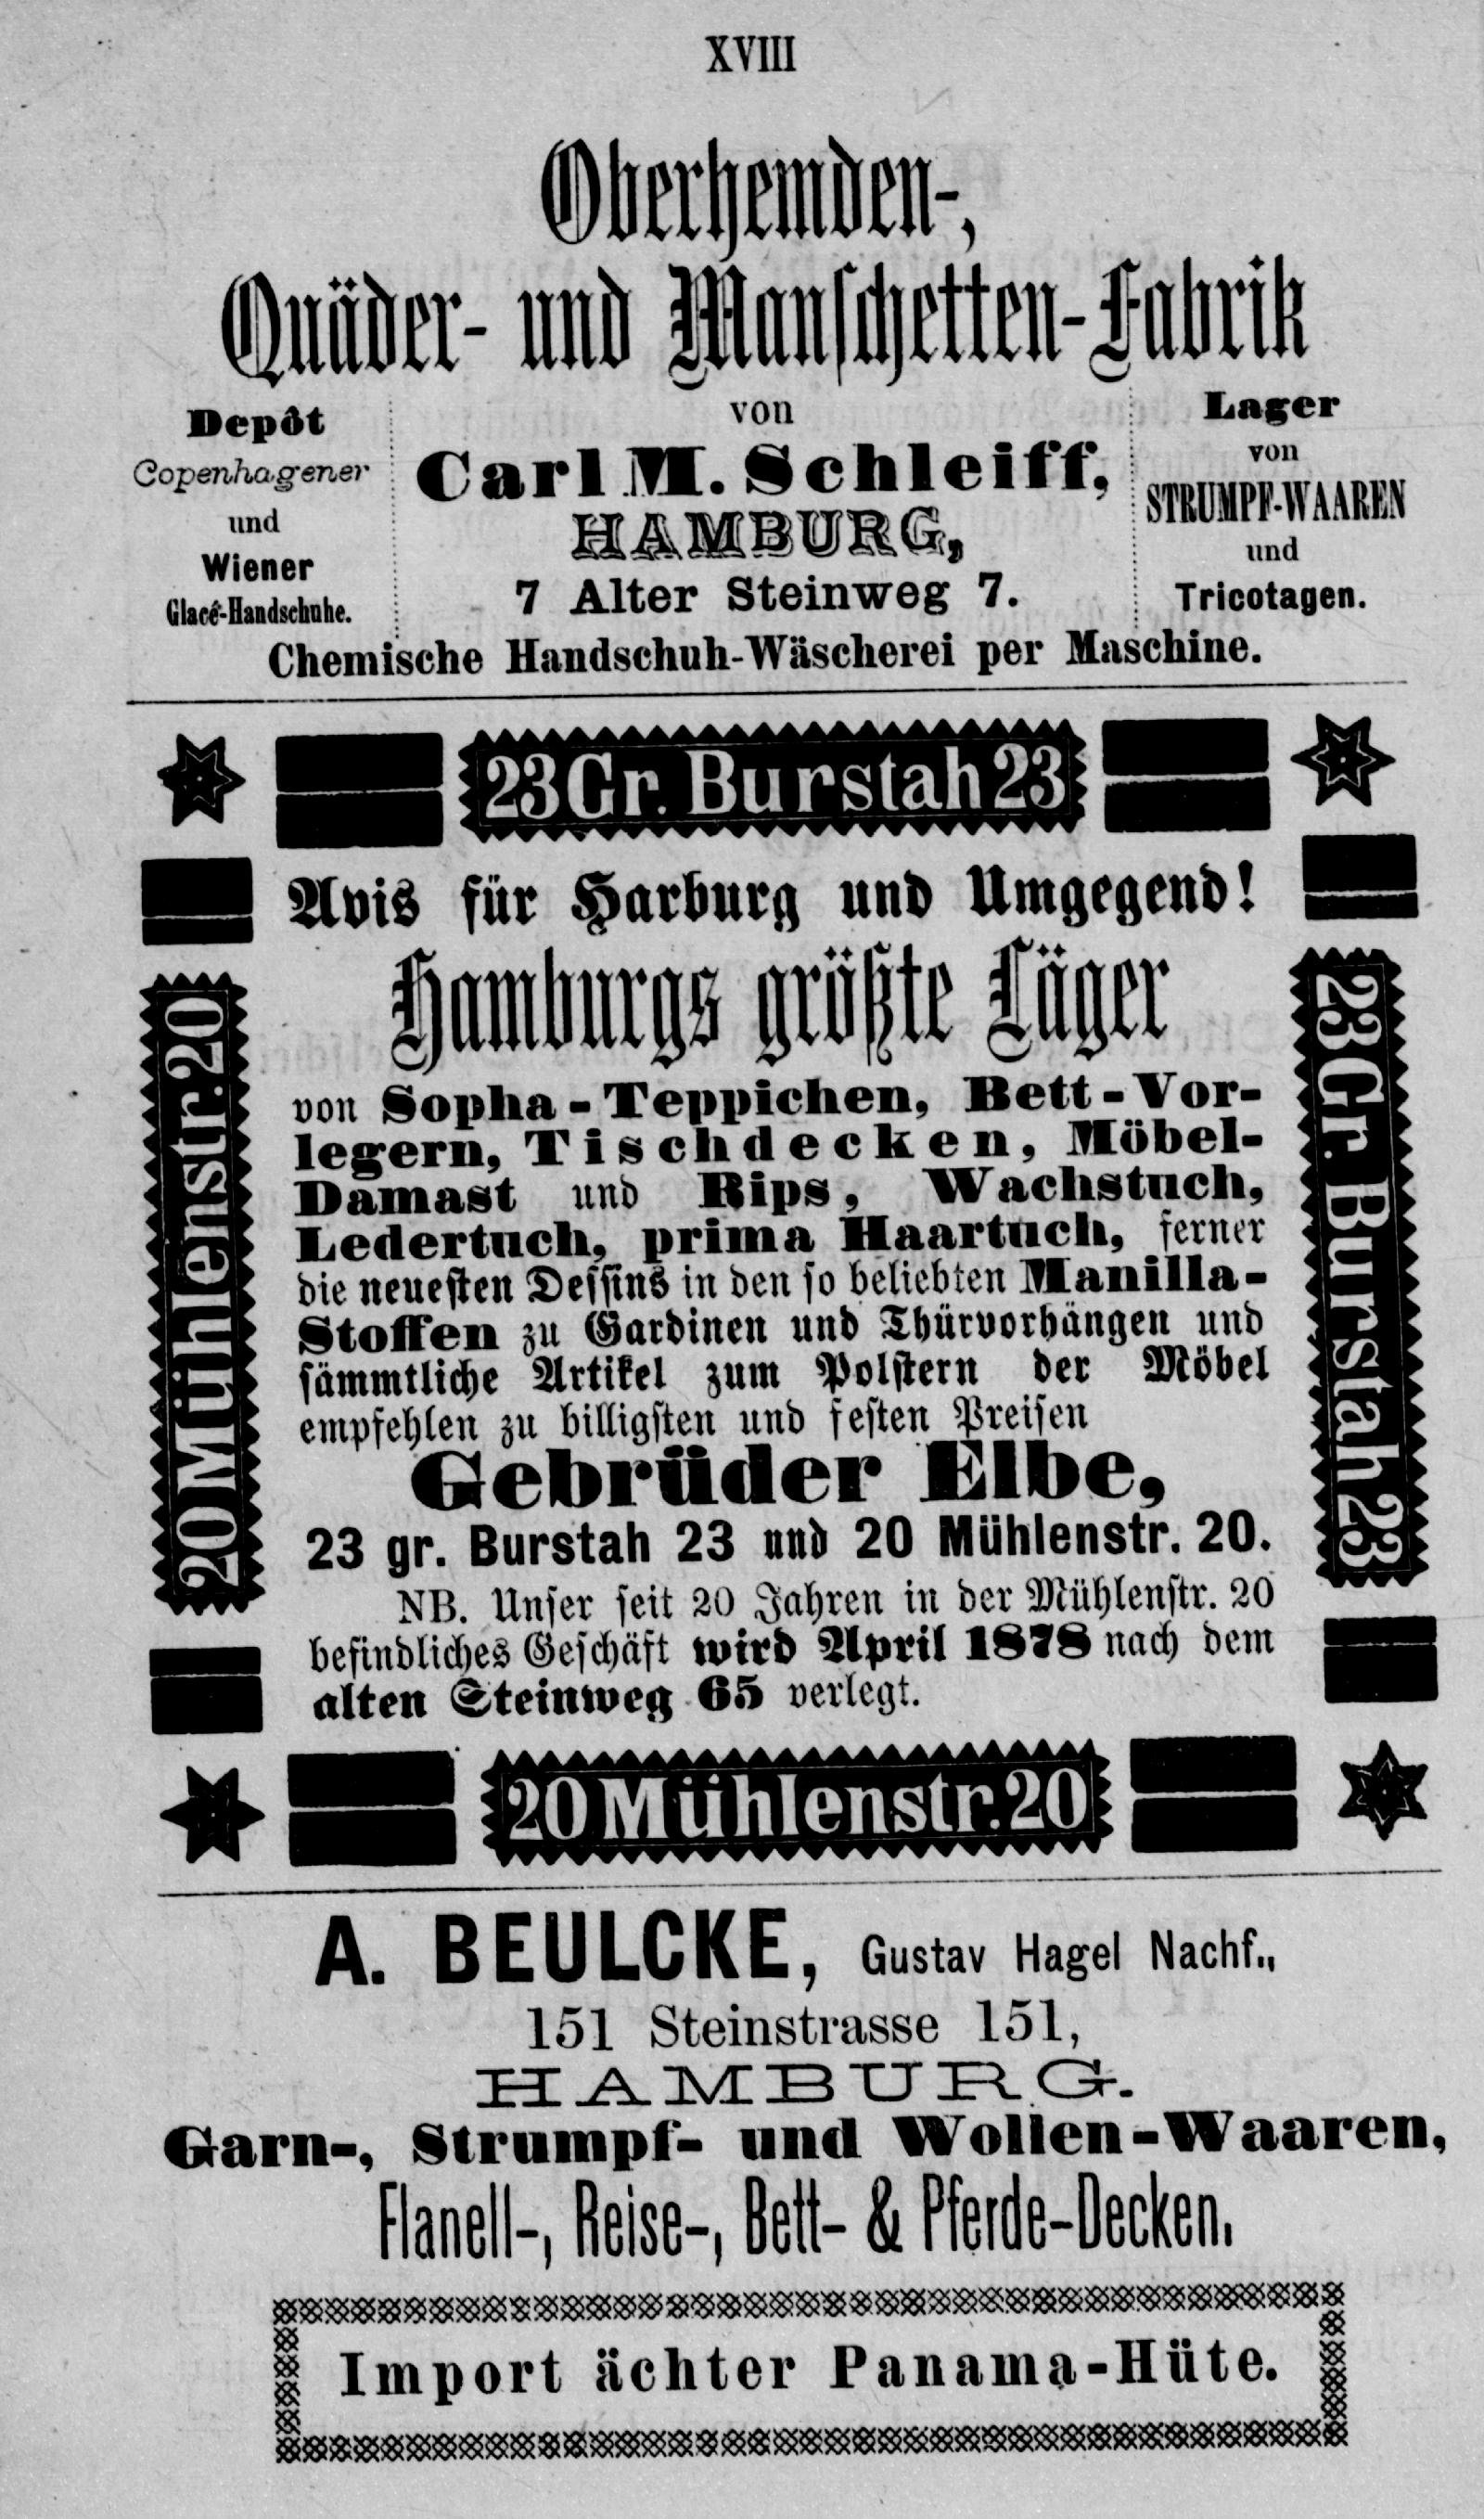 XVIII
Oberhemden-,
Quäder- und Manschetten-Fabrik
Depôt
Copenhagener
und
Wiener
Glacé-Handschuhe.
von
Carl M. Schleiff,
HAMBURG,
7 Alter Steinweg 7.
Lager
von
STRUMPF-WAAREN
und
Tricotagen.
Chemische Handschuh-Wäscherei per Maschine.
23 Gr. Burstah 23
Avis für Harburg und Umgegend!
Hamburgs größte Läger
von Sopha-Teppichen, Bett-Vor-
legern, Tischdecken, Möbel-
Damast und Rips, Wachstuch,
Ledertuch, prima Haartuch, ferner
die neuesten Dessins in den so beliebten Manilla-
Stoffen zu Gardinen und Thürvorhängen und
sämmtliche Artikel zum Polstern der Möbel
empfehlen zu billigsten und festen Preisen
Gebrüder Elbe,
23 gr. Burstah 23 und 20 Mühlenstr. 20.
NB. Unser seit 20 Jahren in der Mühlenstr. 20
befindliches Geschäft wird April 1878 nach dem
alten Steinweg 65 verlegt.
20 Mühlenstr. 20
23 Gr. Burstah 23
20 Mühlenstr. 20
A. BEULCKE, Gustav Hagel Nachf.,
151 Steinstrasse 151,
HAMBURG.
Garn-, Strumpf- und Wollen-Waaren,
Flanell-, Reise-, Bett- & Pferde-Decken.
Import ächter Panama-Hüte.